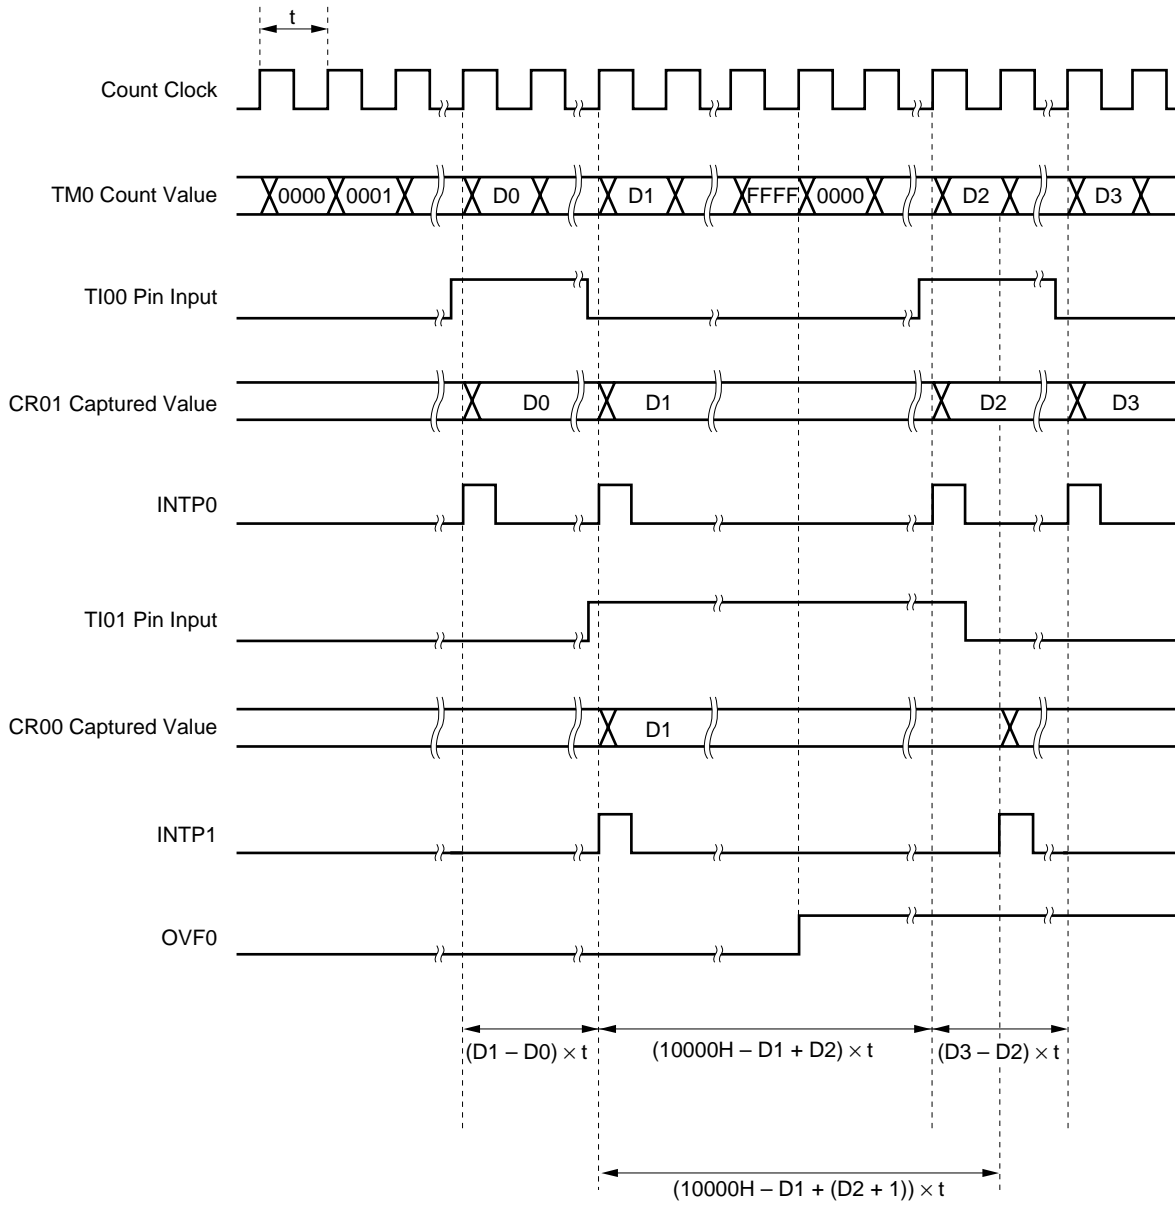 t
Count Clock
TM0 Count Value
0000 0001 D0 D1 FFFF 0000 D2 D3
TI00 Pin Input
CR01 Captured Value
D0 D1 D2 D3
INTP0
TI01 Pin Input
CR00 Captured Value
D1
INTP1
OVF0
(D1 – D0) × t
(10000H – D1 + D2) × t
(D3 – D2) × t
(10000H – D1 + (D2 + 1)) × t